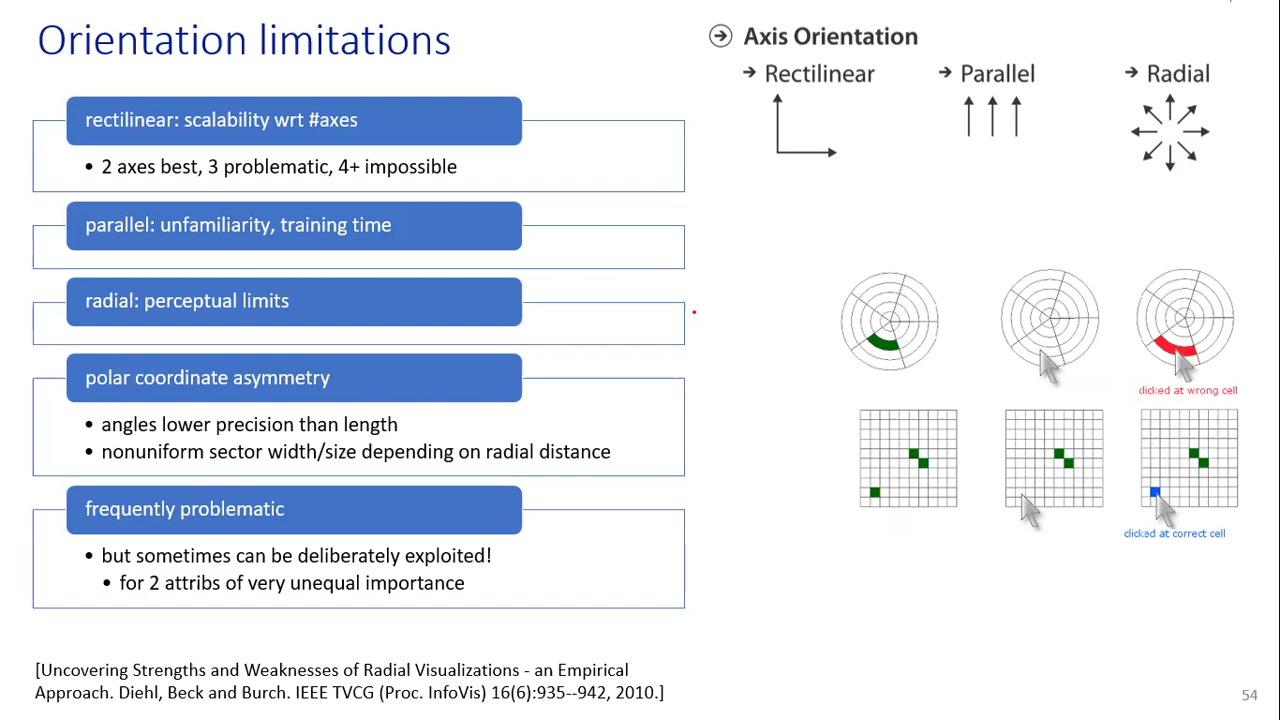 Orientation limitations
rectilinear: scalability wrt #axes
• 2 axes best, 3 problematic, 4+ impossible
parallel: unfamiliarity, training time
radial: perceptual limits
polar coordinate asymmetry
• angles lower precision than length
• nonuniform sector width/size depending on radial distance
frequently problematic
• but sometimes can be deliberately exploited!
• for 2 attribs of very unequal importance
[Uncovering Strengths and Weaknesses of Radial Visualizations - an Empirical
Approach. Diehl, Beck and Burch. IEEE TVCG (Proc. InfoVis) 16(6):935--942, 2010.]
Axis Orientation
Rectilinear
Parallel
Radial
clicked at wrong cell
clicked at correct cell
54